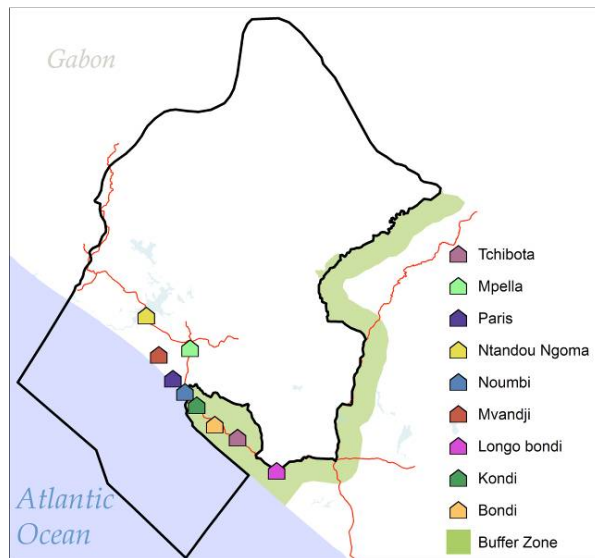 Gabon
Tchibota
Mpella
Paris
Ntandou Ngoma
Noumbi
Mvandji
Longo bondi
Kondi
Bondi
Buffer Zone
Atlantic
Ocean